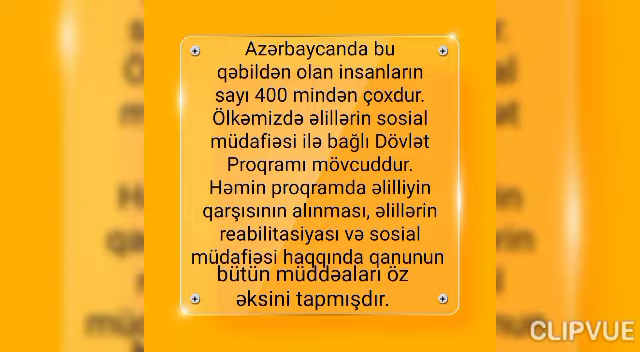 Azərbaycanda bu
qəbildən olan insanların
sayı 400 mindən çoxdur.
Ölkəmizdə əlillərin sosial
müdafiəsi ilə bağlı Dövlət
Proqramı mövcuddur.
Həmin proqramda əlilliyin
qarşısının alınması, əlillərin
reabilitasiyası və sosial
müdafiəsi haqqında qanunun
bütün müddəaları öz
əksini tapmışdır.
CLIPVUE